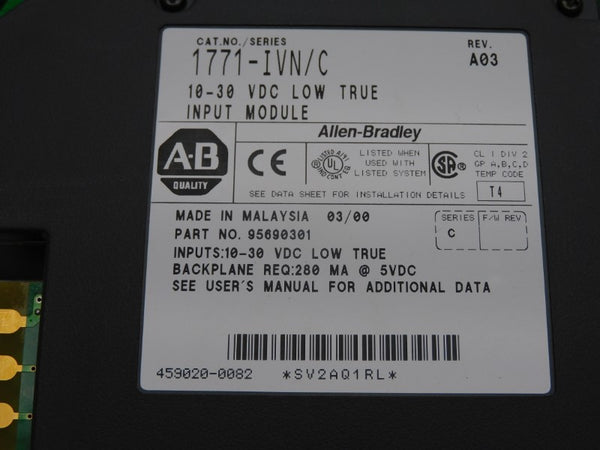 CAT.NO./SERIES
REV.
1771-IVN/C
A03
10-30 VDC LOW TRUE
INPUT MODULE
Allen-Bradley
A-B
QUALITY
CE
UL
LISTED WHEN
USED WITH
LISTED SYSTEM
SA
CL I DIV 2
GP A,B,C,D
TEMP CODE
T4
SEE DATA SHEET FOR INSTALLATION DETAILS
MADE IN MALAYSIA 03/00
SERIES
F/W REV
C
PART NO. 95690301
INPUTS:10-30 VDC LOW TRUE
BACKPLANE REQ:280 MA @ 5VDC
SEE USER'S MANUAL FOR ADDITIONAL DATA
459020-0082 *SV2AQ1RL*